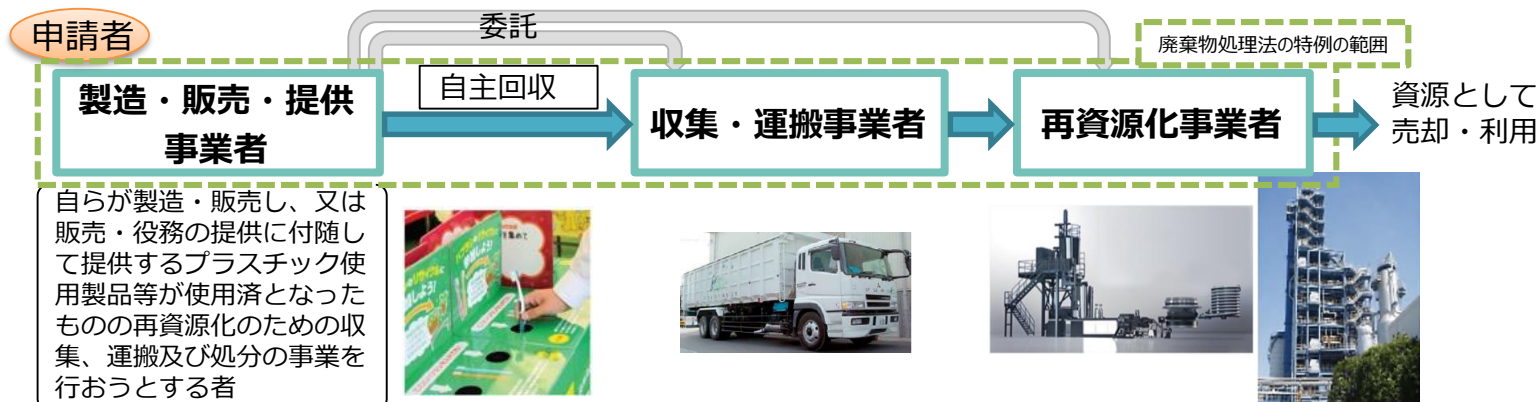 申請者
委託
廃棄物処理法の特例の範囲
製造・販売・提供
事業者
自主回収
収集・運搬事業者
再資源化事業者
資源として
売却・利用
自らが製造・販売し、又は
販売・役務の提供に付随し
て提供するプラスチック使
用製品等が使用済となった
ものの再資源化のための収
集、運搬及び処分の事業を
行おうとする者